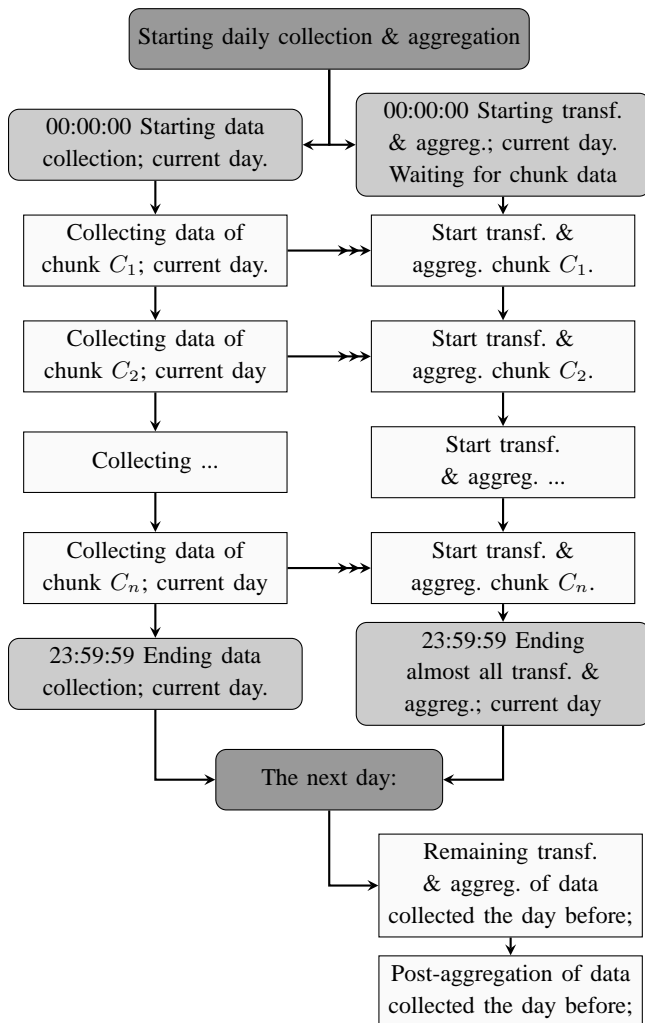 Starting daily collection & aggregation
00:00:00 Starting data
collection; current day.
00:00:00 Starting transf.
& aggreg.; current day.
Waiting for chunk data
Collecting data of
chunk C₁; current day.
Start transf. &
aggreg. chunk C₁.
Collecting data of
chunk C₂; current day
Start transf. &
aggreg. chunk C₂.
Collecting ...
Start transf.
& aggreg. ...
Collecting data of
chunk Cₙ; current day
Start transf. &
aggreg. chunk Cₙ.
23:59:59 Ending data
collection; current day.
23:59:59 Ending
almost all transf. &
aggreg.; current day
The next day:
Remaining transf.
& aggreg. of data
collected the day before;
Post-aggregation of data
collected the day before;